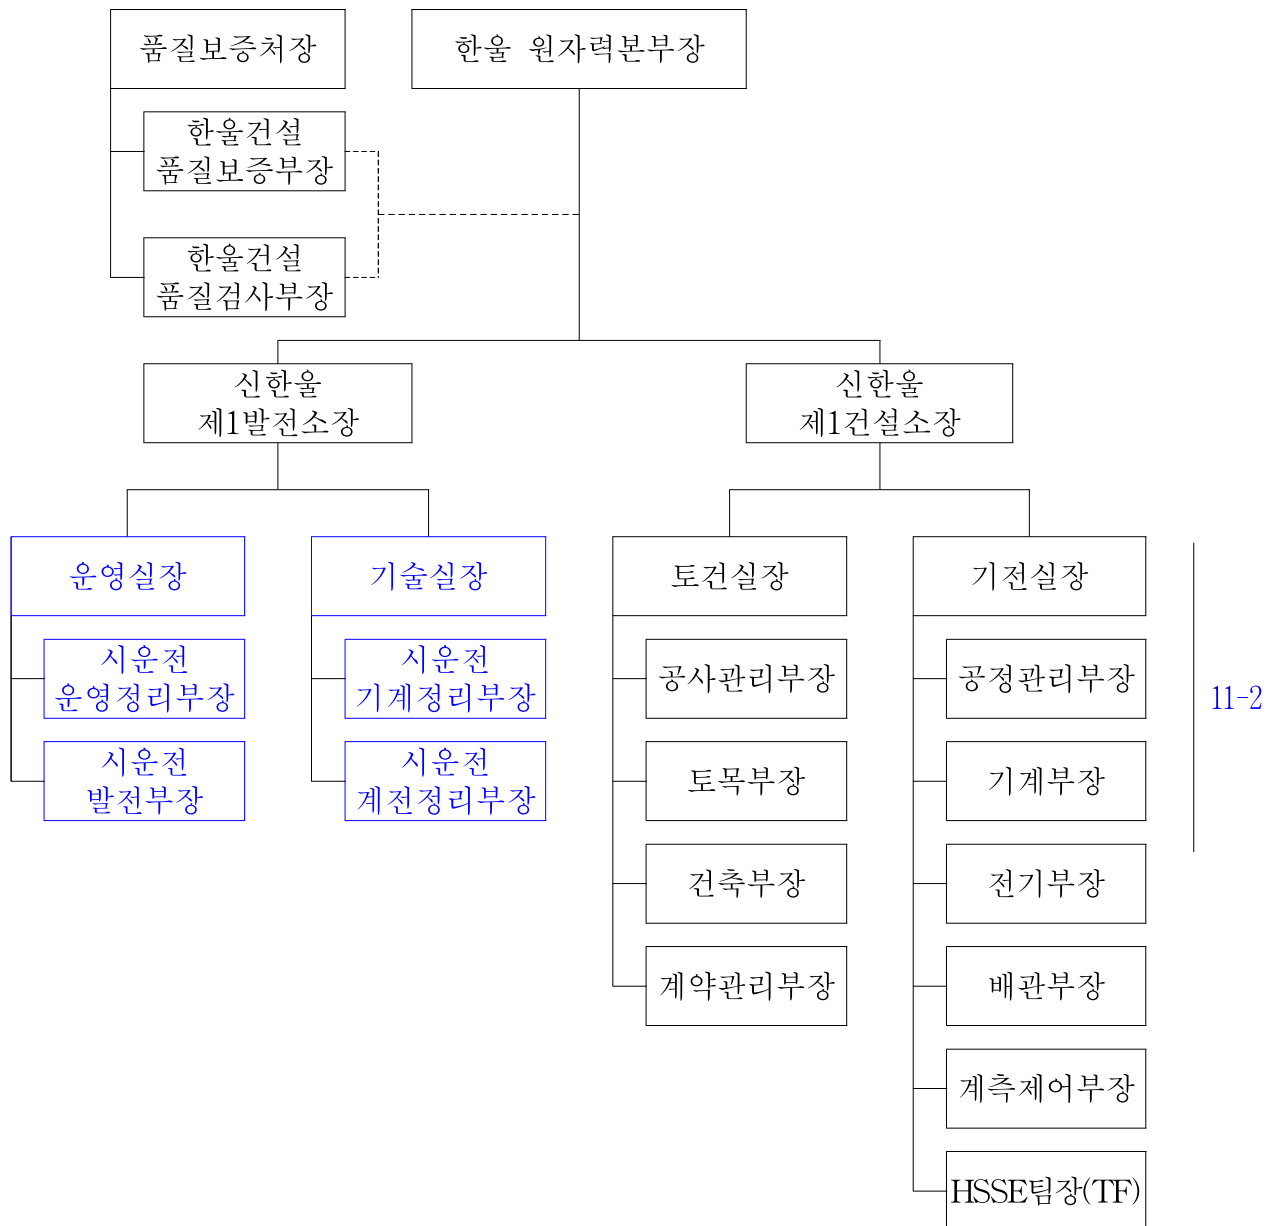 품질보증처장
한울 원자력본부장
한울건설
품질보증부장
한울건설
품질검사부장
신한울
제1발전소장
신한울
제1건설소장
운영실장
기술실장
토건실장
기전실장
시운전
운영정리부장
시운전
기계정리부장
공사관리부장
공정관리부장
11-2
시운전
발전부장
시운전
계전정리부장
토목부장
기계부장
건축부장
전기부장
계약관리부장
배관부장
계측제어부장
HSSE팀장(TF)